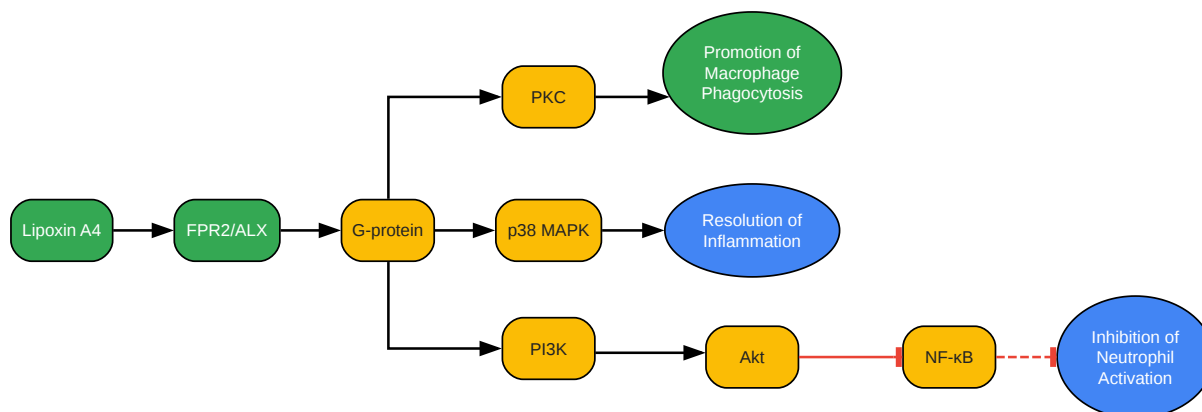 Promotion of
Macrophage
Phagocytosis
PKC
Lipoxin A4
FPR2/ALX
G-protein
p38 MAPK
Resolution of
Inflammation
PI3K
Akt
NF-κB
Inhibition of
Neutrophil
Activation